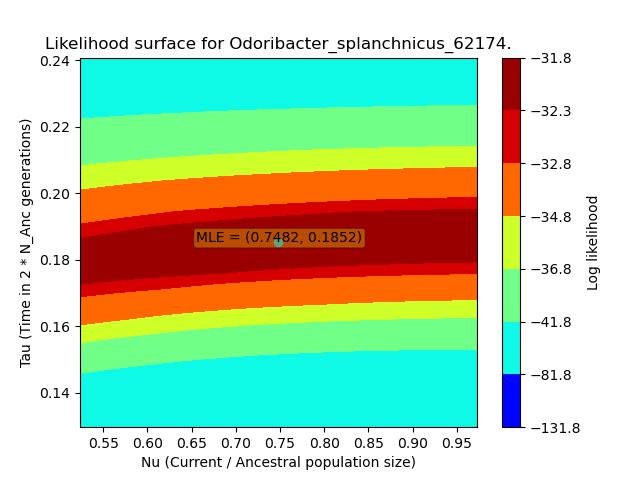 Likelihood surface for Odoribacter_splanchnicus_62174.
0.24
0.22
0.20
0.18
0.16
0.14
Tau (Time in 2 * N_Anc generations)
MLE = (0.7482, 0.1852)
0.55 0.60 0.65 0.70 0.75 0.80 0.85 0.90 0.95
Nu (Current / Ancestral population size)
−31.8
−32.3
−32.8
−34.8
−36.8
−41.8
−81.8
−131.8
Log likelihood